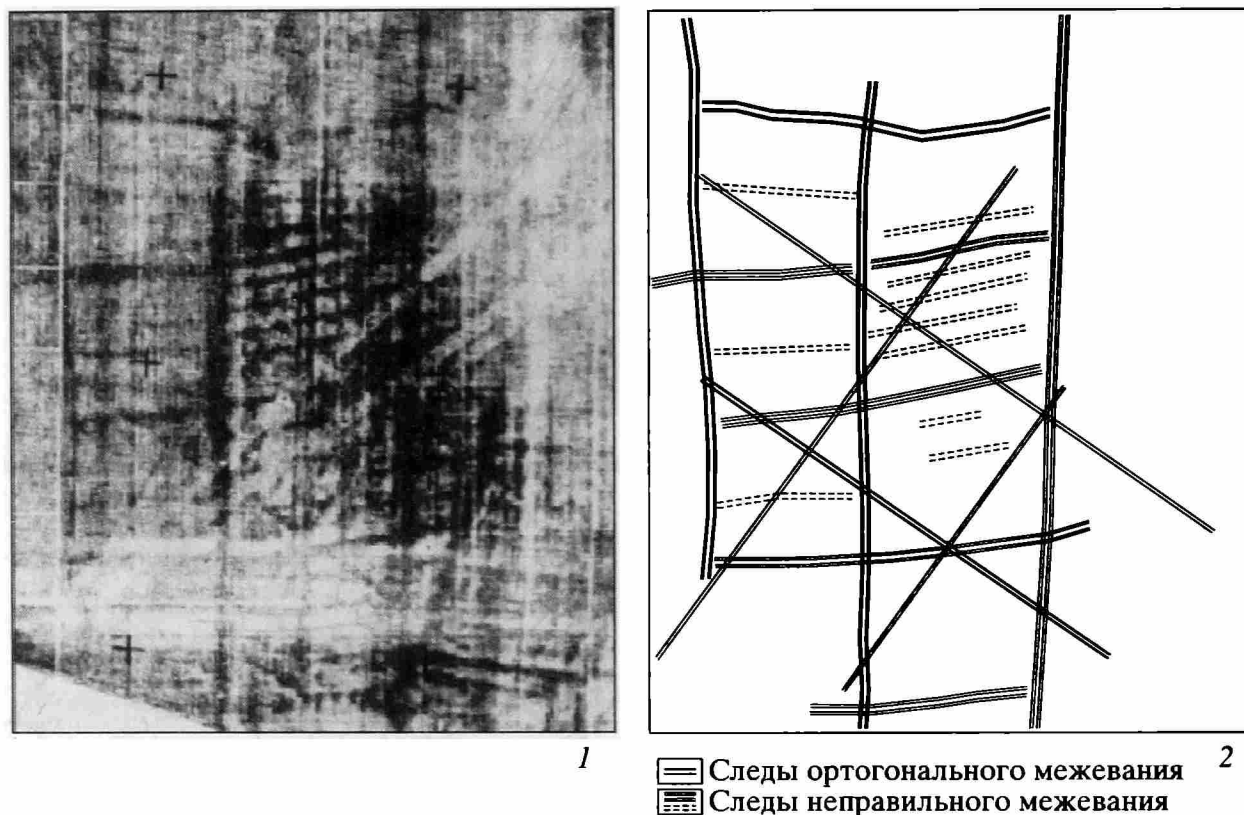 1
2
Следы ортогонального межевания
Следы неправильного межевания